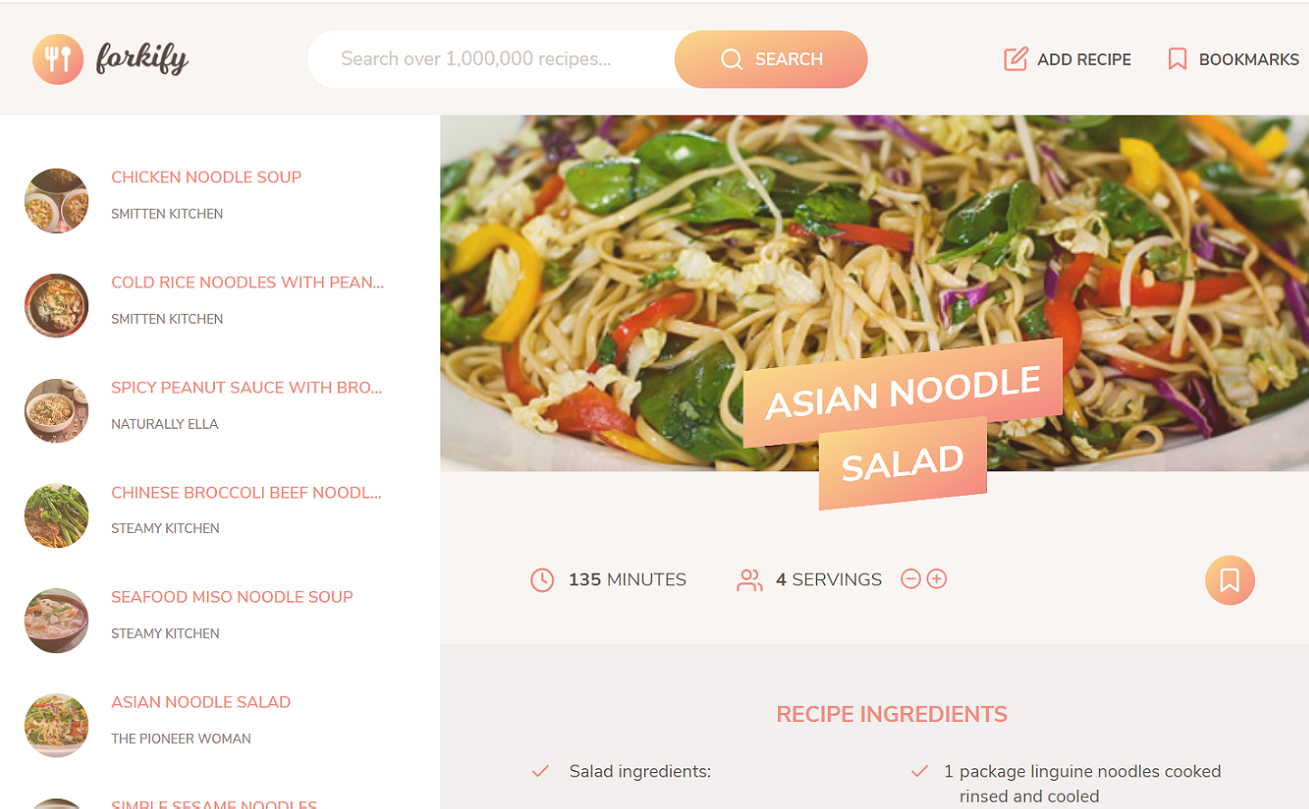 forkify
Search over 1,000,000 recipes...
SEARCH
ADD RECIPE
BOOKMARKS
CHICKEN NOODLE SOUP
SMITTEN KITCHEN
COLD RICE NOODLES WITH PEAN...
SMITTEN KITCHEN
SPICY PEANUT SAUCE WITH BRO...
NATURALLY ELLA
CHINESE BROCCOLI BEEF NOODL...
STEAMY KITCHEN
SEAFOOD MISO NOODLE SOUP
STEAMY KITCHEN
ASIAN NOODLE SALAD
THE PIONEER WOMAN
SIMPLE SESAME NOODLES
ASIAN NOODLE
SALAD
135 MINUTES
4 SERVINGS
RECIPE INGREDIENTS
Salad ingredients:
1 package linguine noodles cooked
rinsed and cooled